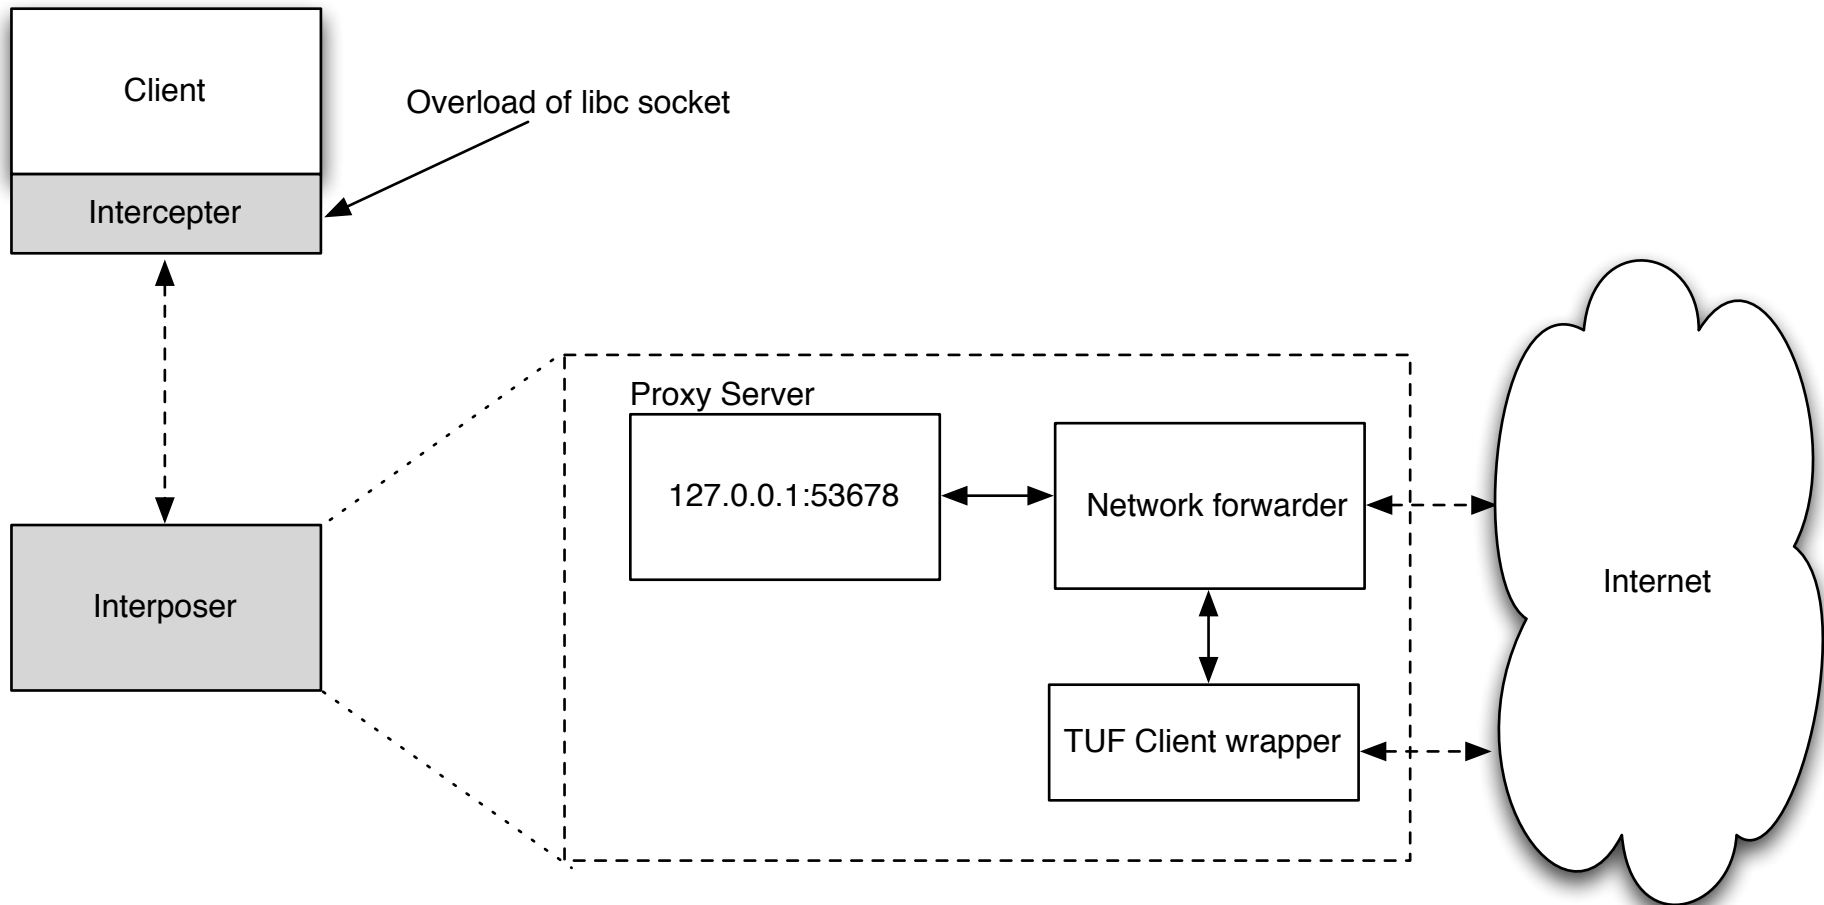 Client
Overload of libc socket
Intercepter
Proxy Server
127.0.0.1:53678
Network forwarder
Internet
Interposer
TUF Client wrapper